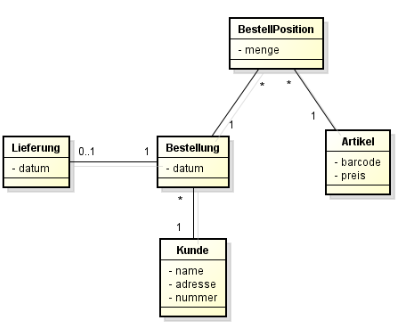 BestellPosition
- menge
*
*
1
1
Lieferung
- datum
0..1
1
Bestellung
- datum
Artikel
- barcode
- preis
*
1
Kunde
- name
- adresse
- nummer